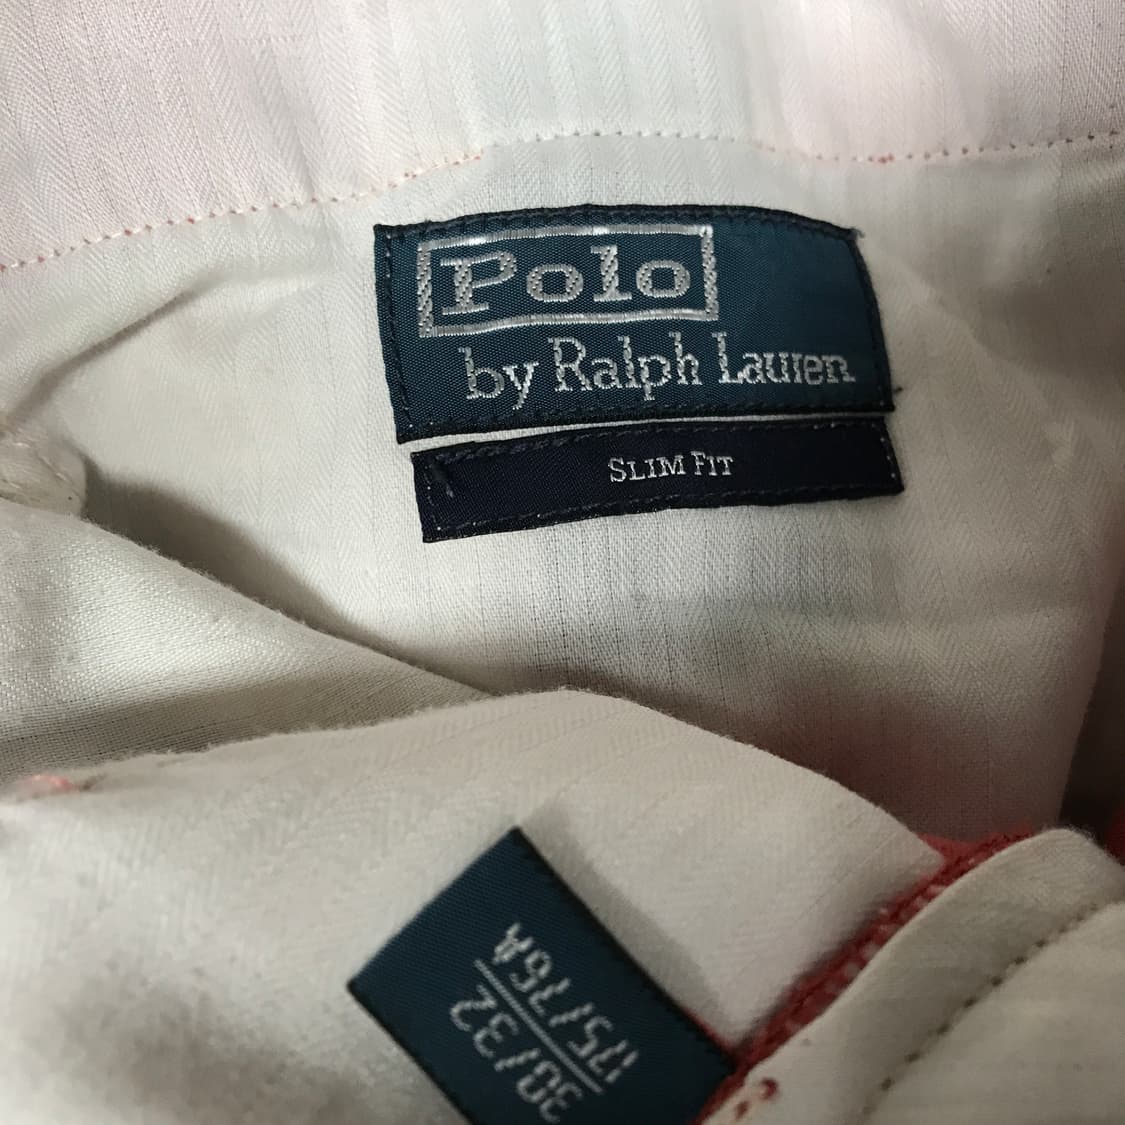 Polo
by Ralph Lauren
SLIM FIT
175/76A
30/32